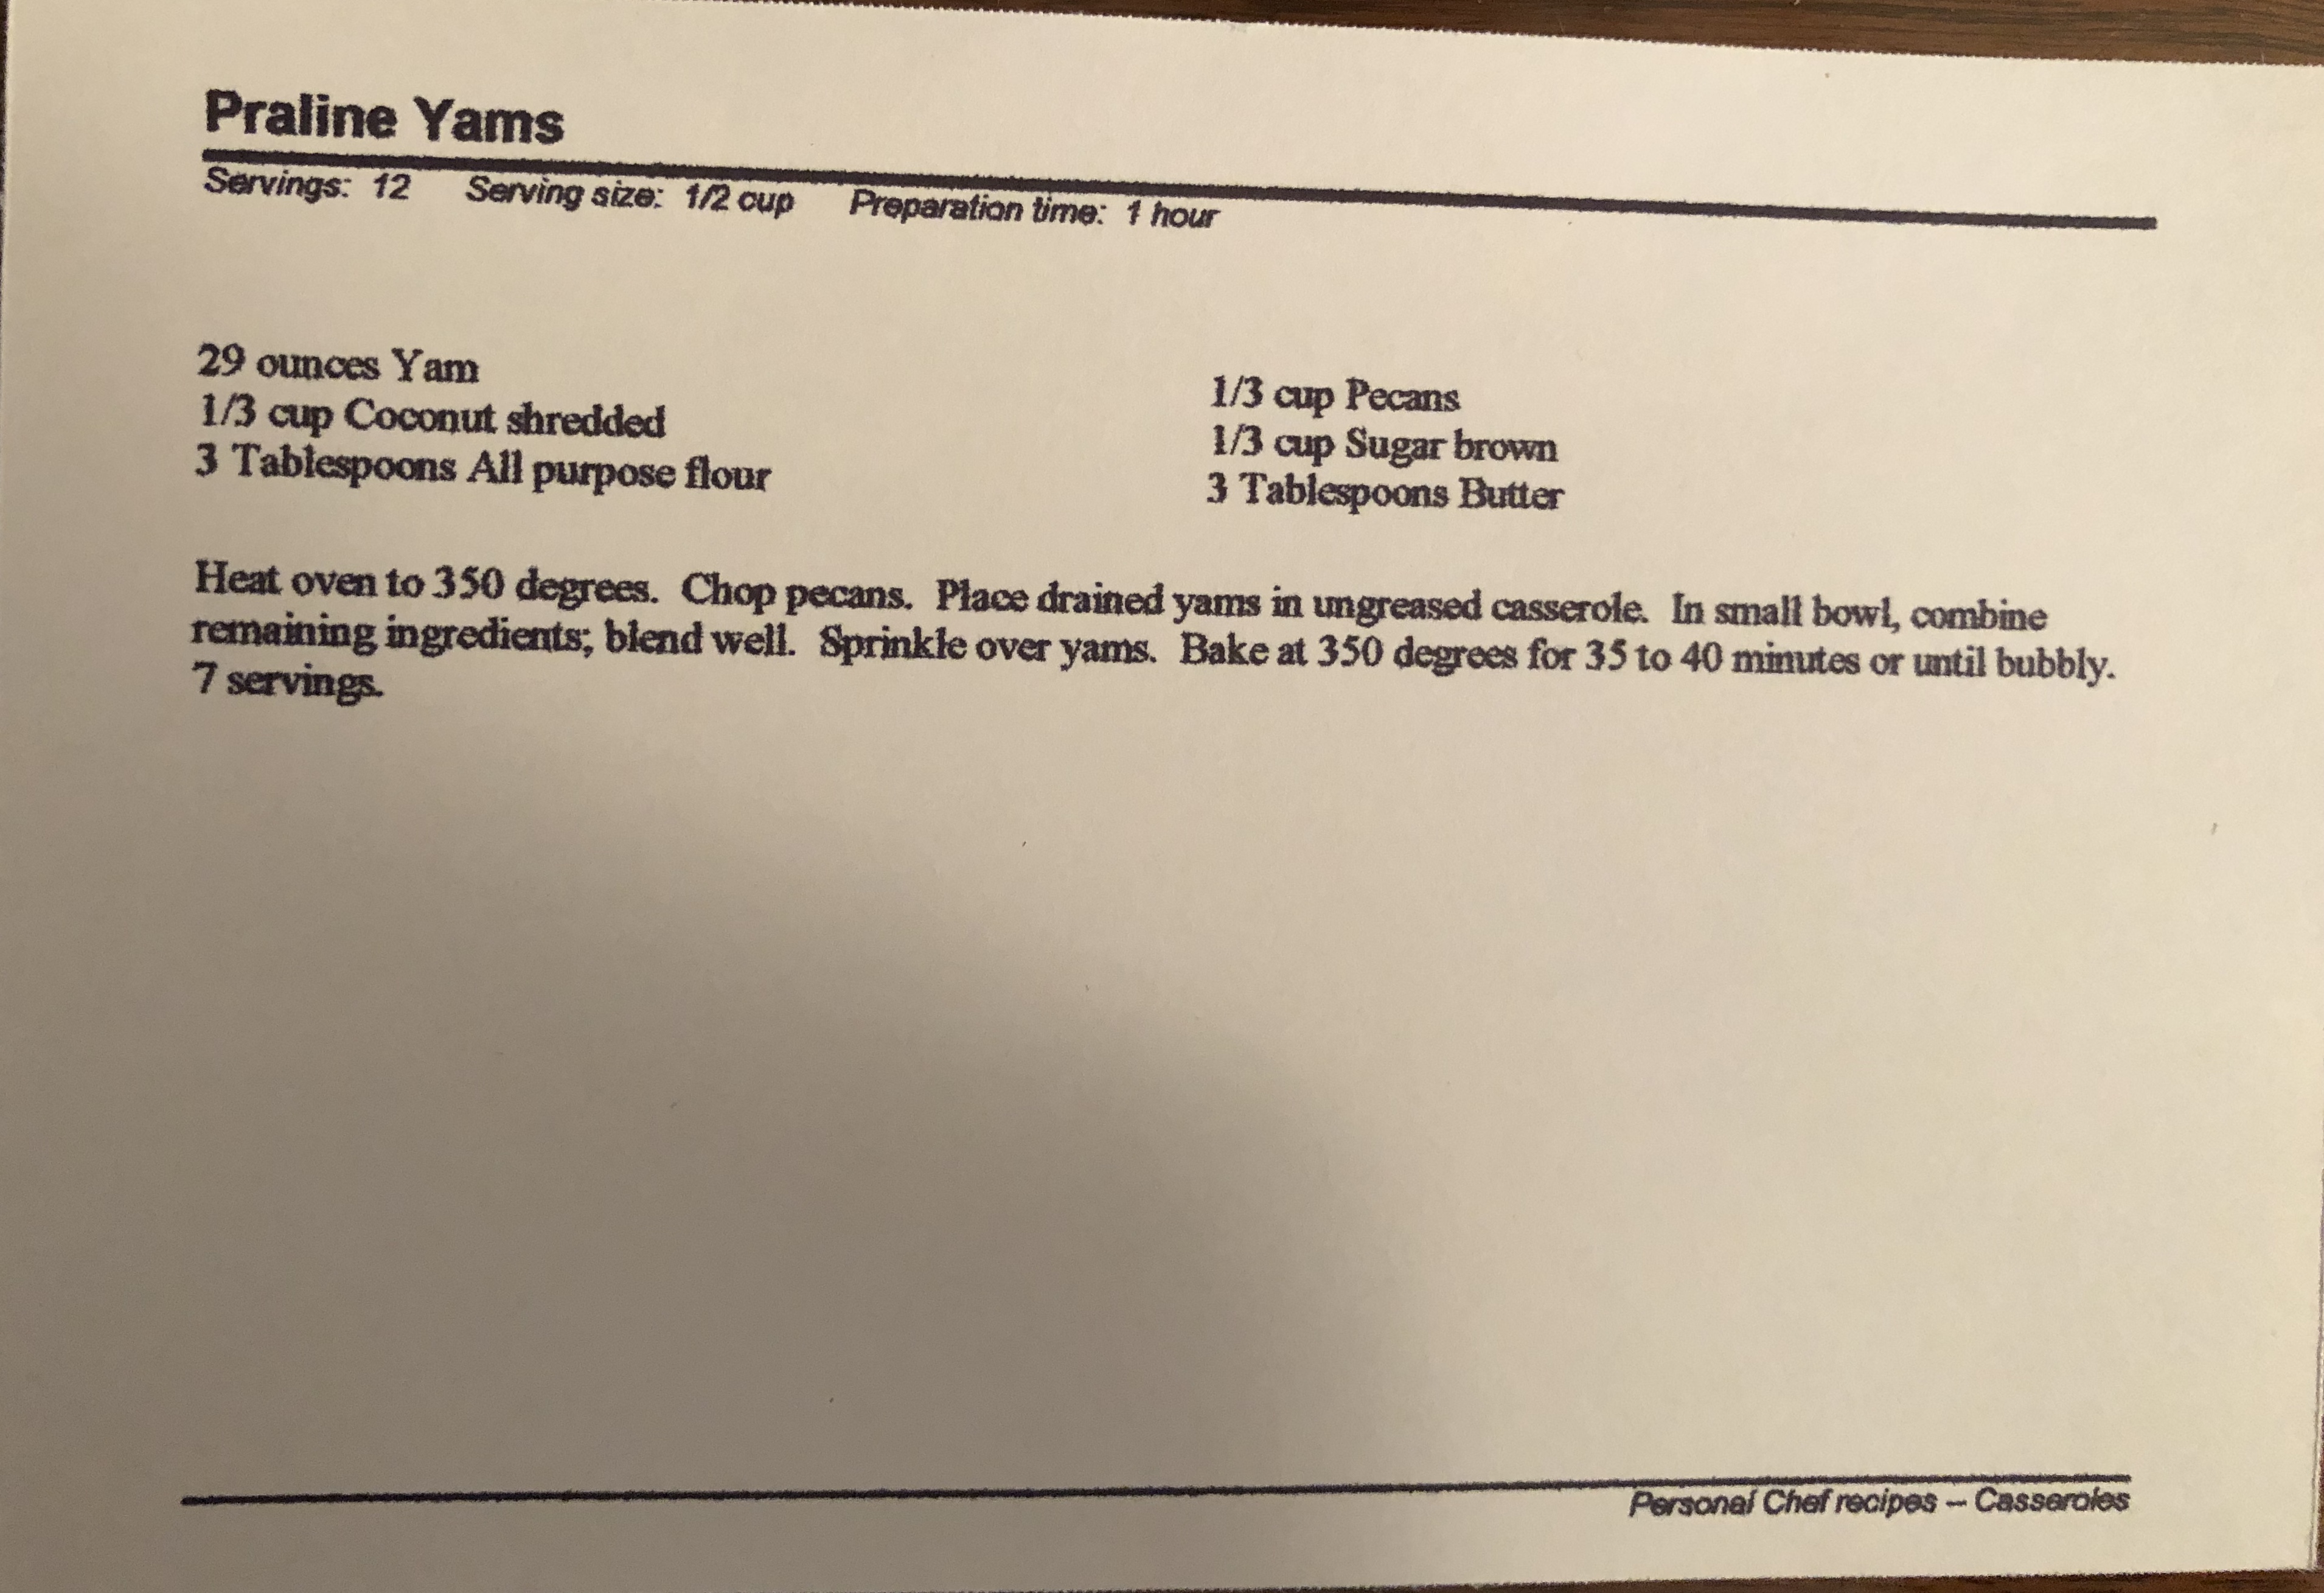 Praline Yams
Servings: 12 Serving size: 1/2 cup Preparation time: 1 hour
29 ounces Yam
1/3 cup Coconut shredded
3 Tablespoons All purpose flour
1/3 cup Pecans
1/3 cup Sugar brown
3 Tablespoons Butter
Heat oven to 350 degrees. Chop pecans. Place drained yams in ungreased casserole. In small bowl, combine
remaining ingredients; blend well. Sprinkle over yams. Bake at 350 degrees for 35 to 40 minutes or until bubbly.
7 servings.
Personal Chef recipes -- Casseroles